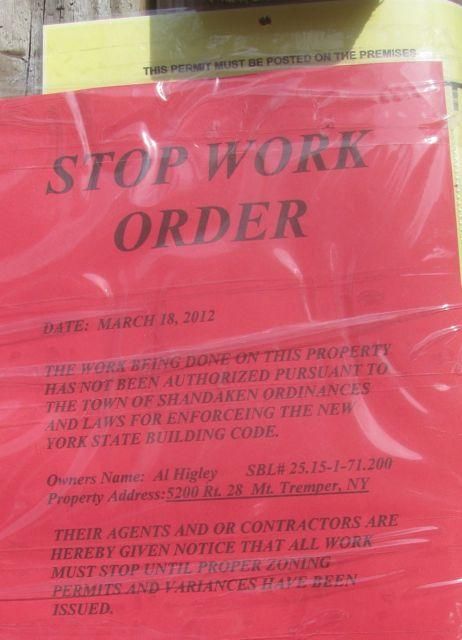 THIS PERMIT MUST BE POSTED ON THE PREMISES
STOP WORK
ORDER
DATE: MARCH 18, 2012
THE WORK BEING DONE ON THIS PROPERTY
HAS NOT BEEN AUTHORIZED PURSUANT TO
THE TOWN OF SHANDAKEN ORDINANCES
AND LAWS FOR ENFORCEING THE NEW
YORK STATE BUILDING CODE.
Owners Name: Al Higley SBL# 25.15-1-71.200
Property Address:5200 Rt. 28 Mt. Tremper, NY
THEIR AGENTS AND OR CONTRACTORS ARE
HEREBY GIVEN NOTICE THAT ALL WORK
MUST STOP UNTIL PROPER ZONING
PERMITS AND VARIANCES HAVE BEEN
ISSUED.